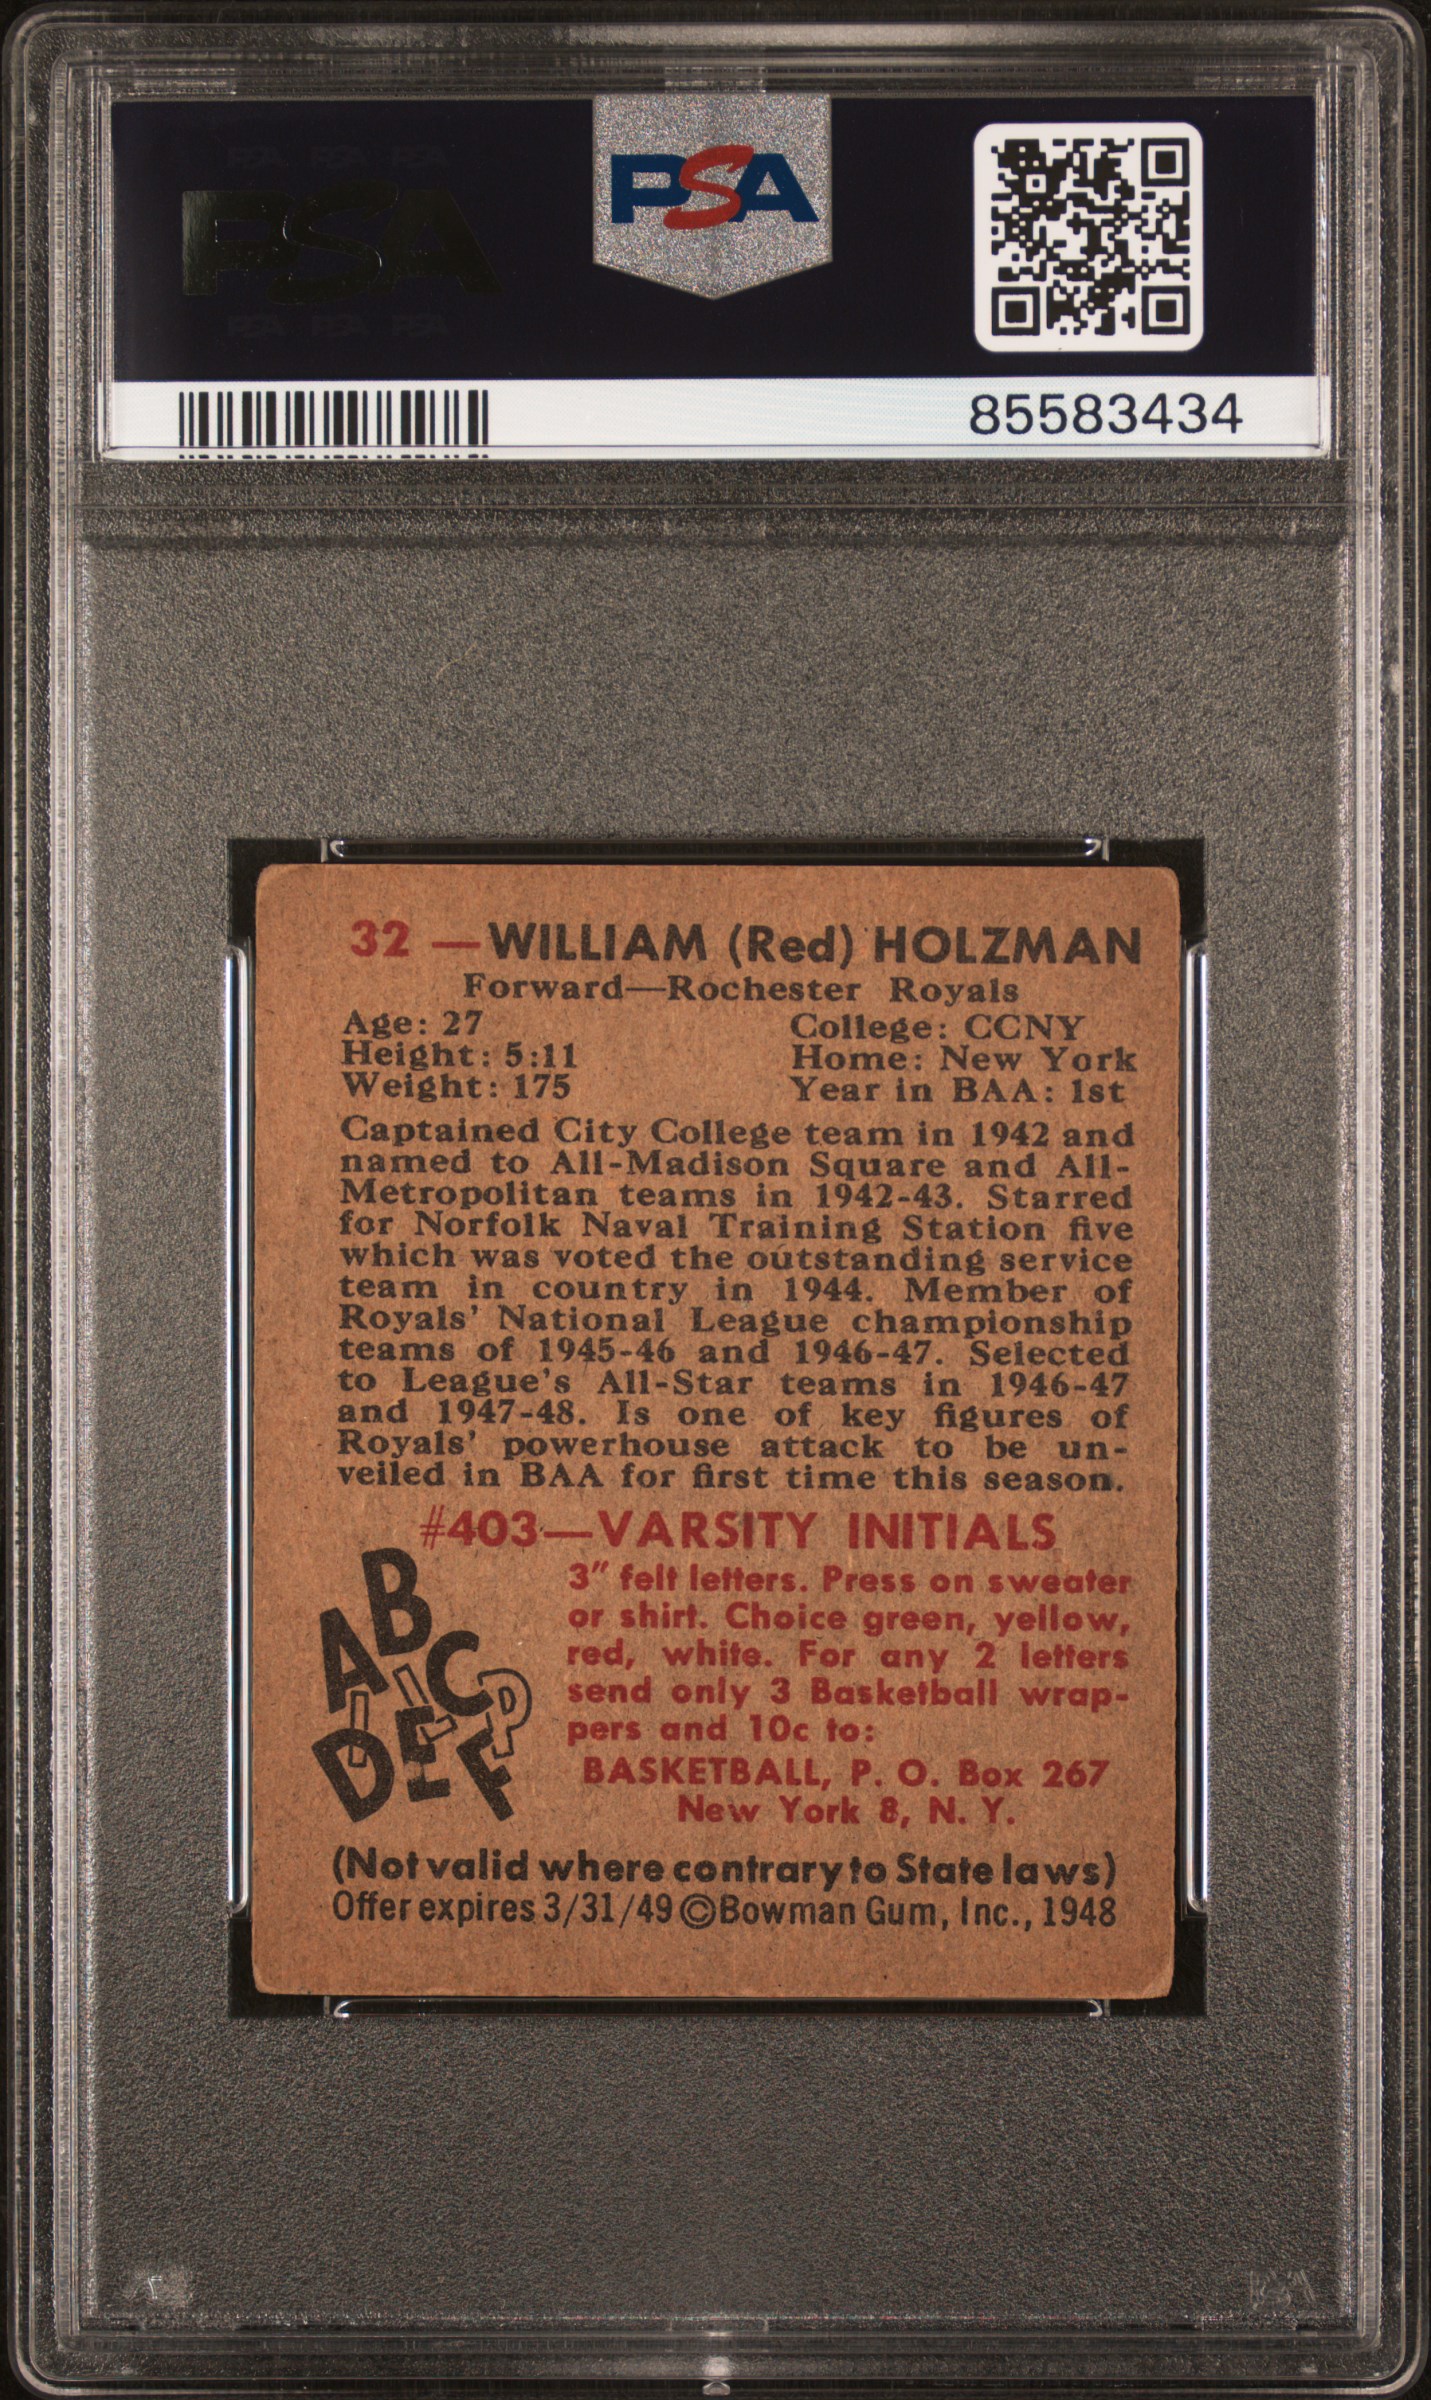 PSA PSA PSA
PSA
PSA
PSA PSA PSA
85583434
32 — WILLIAM (Red) HOLZMAN
Forward—Rochester Royals
Age: 27 College: CCNY
Height: 5:11 Home: New York
Weight: 175 Year in BAA: 1st
Captained City College team in 1942 and
named to All-Madison Square and All-
Metropolitan teams in 1942-43. Starred
for Norfolk Naval Training Station five
which was voted the outstanding service
team in country in 1944. Member of
Royals' National League championship
teams of 1945-46 and 1946-47. Selected
to League's All-Star teams in 1946-47
and 1947-48. Is one of key figures of
Royals' powerhouse attack to be un-
veiled in BAA for first time this season.
#403—VARSITY INITIALS
A B C D E F I L I P
3" felt letters. Press on sweater
or shirt. Choice green, yellow,
red, white. For any 2 letters
send only 3 Basketball wrap-
pers and 10c to:
BASKETBALL, P. O. Box 267
New York 8, N. Y.
(Not valid where contrary to State laws)
Offer expires 3/31/49 ©Bowman Gum, Inc., 1948